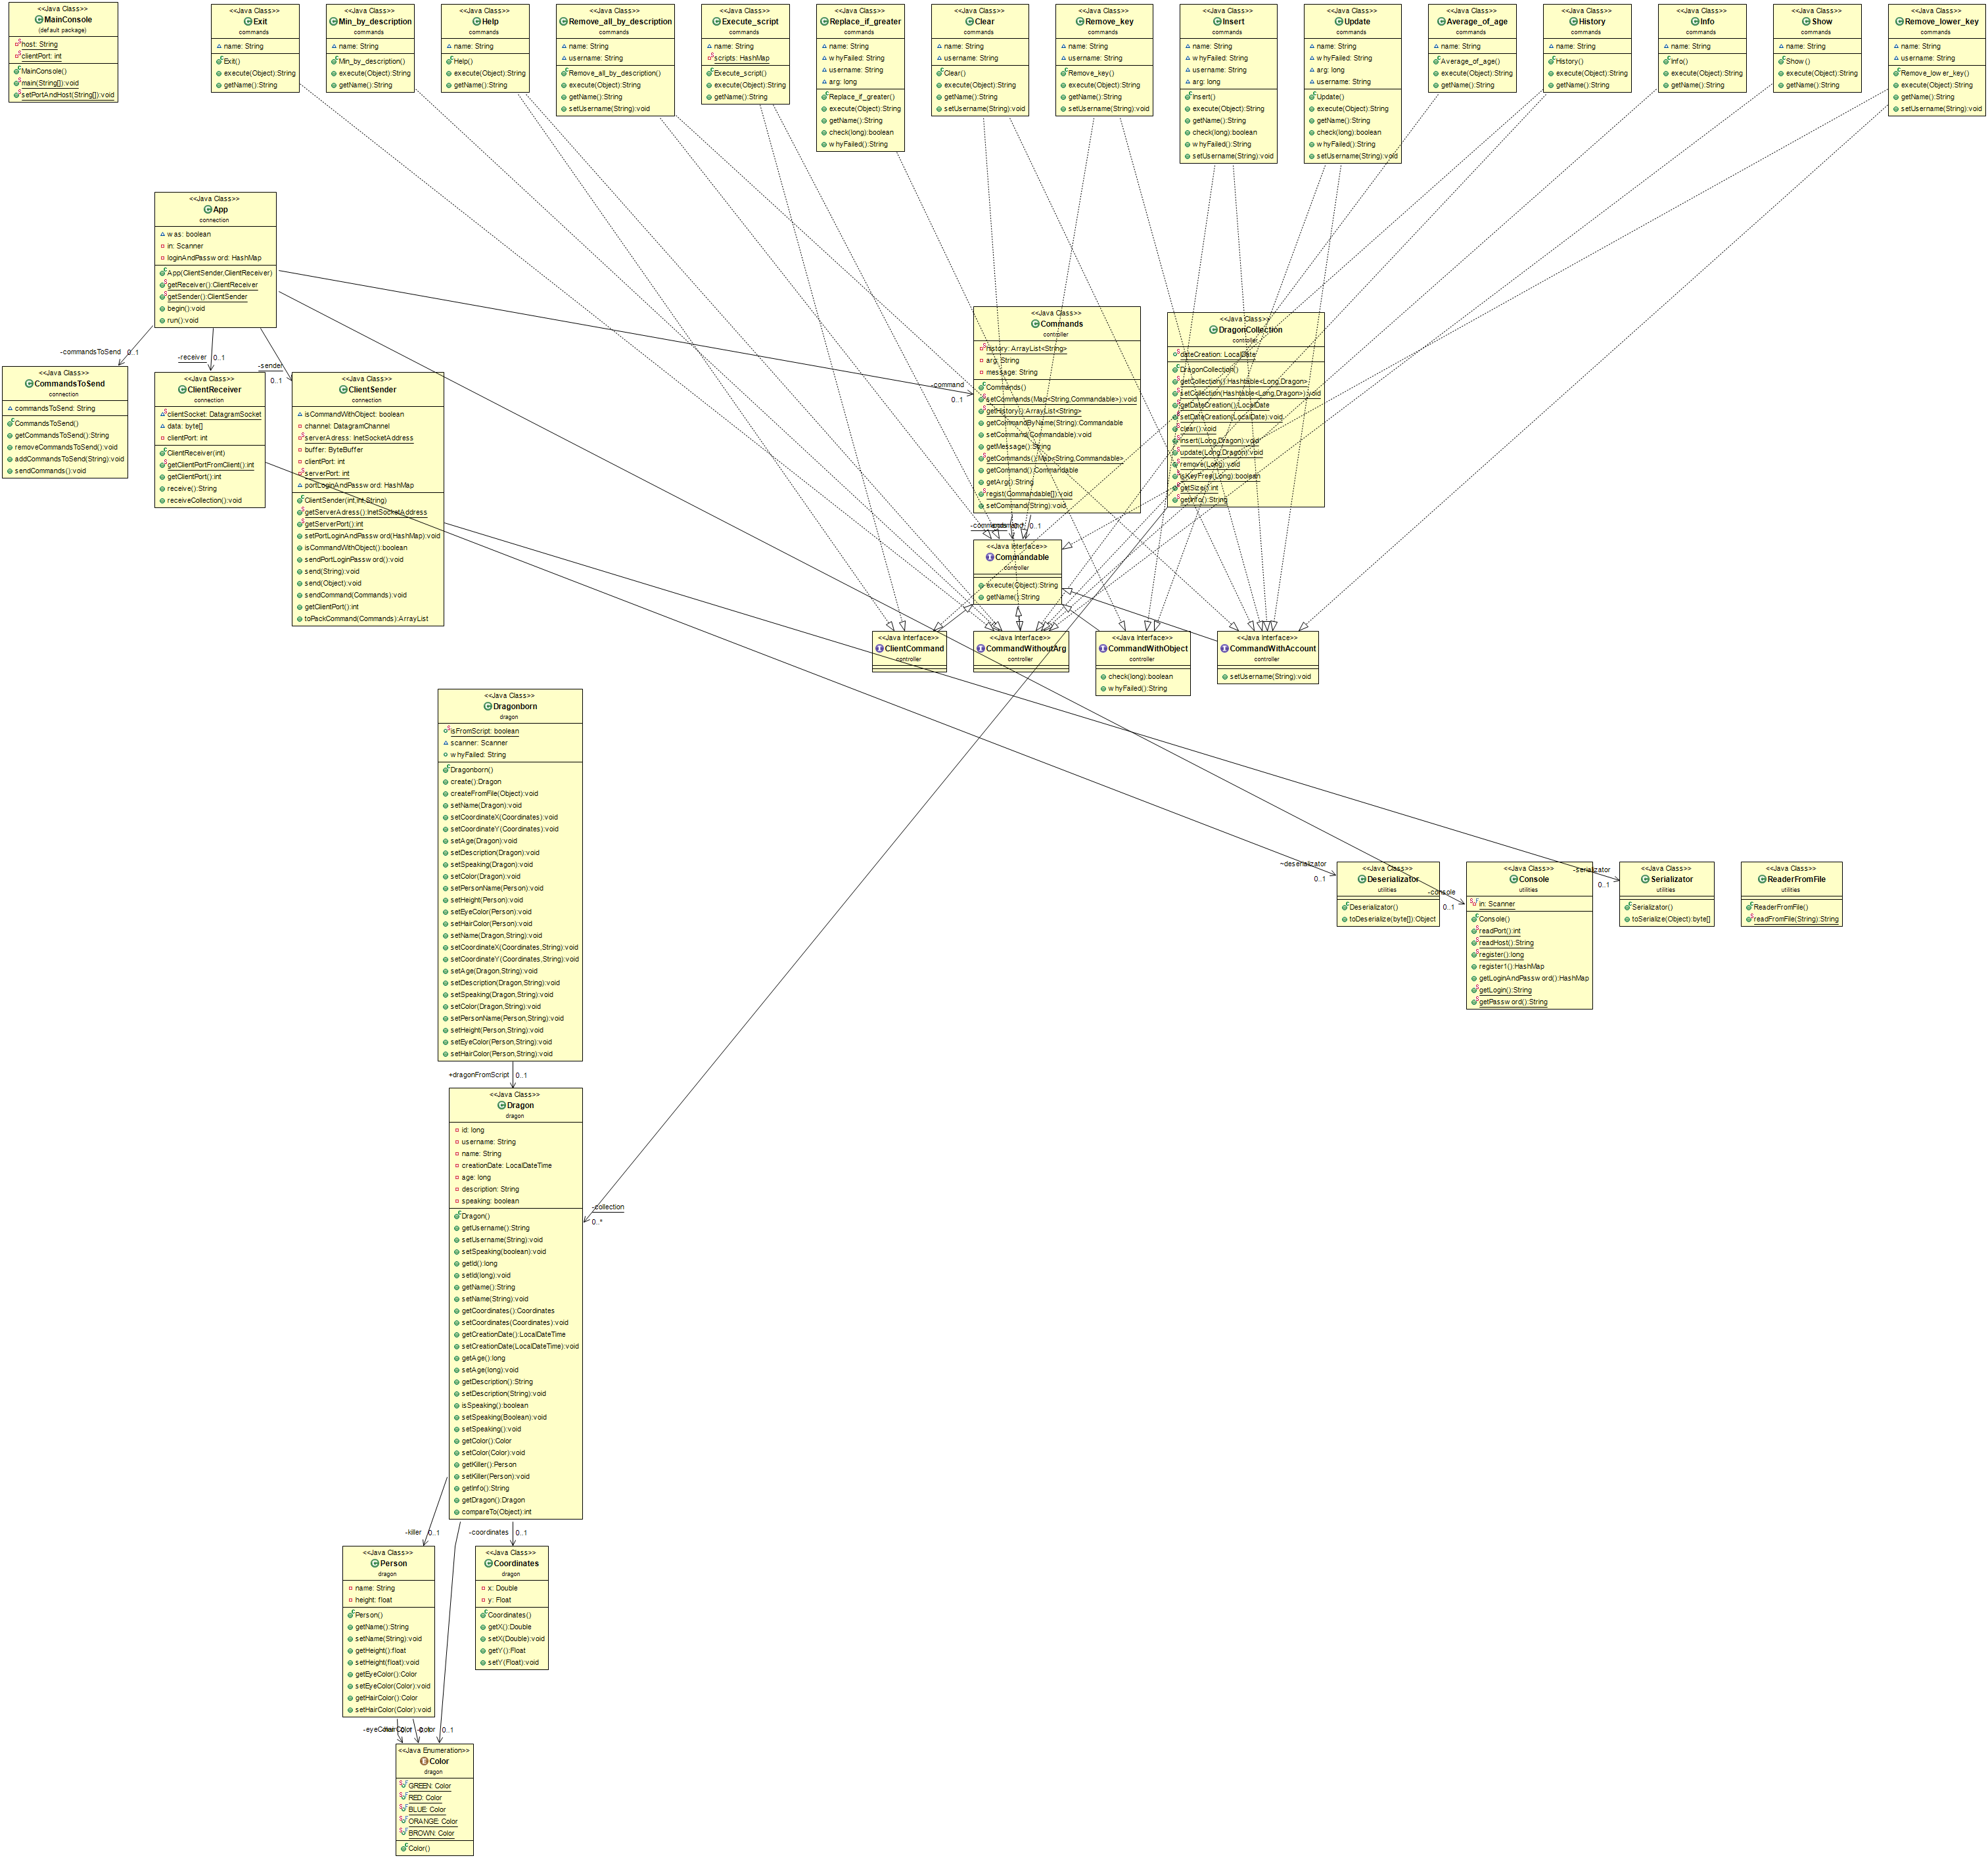 <<Java Class>>
MainConsole
(default package)
host: String
clientPort: int
MainConsole()
main(String[]):void
setPortAndHost(String[]):void
<<Java Class>>
Exit
commands
name: String
Exit()
execute(Object):String
getName():String
<<Java Class>>
Min_by_description
commands
name: String
Min_by_description()
execute(Object):String
getName():String
<<Java Class>>
Help
commands
name: String
Help()
execute(Object):String
getName():String
<<Java Class>>
Remove_all_by_description
commands
name: String
username: String
Remove_all_by_description()
execute(Object):String
getName():String
setUsername(String):void
<<Java Class>>
Execute_script
commands
name: String
scripts: HashMap
Execute_script()
execute(Object):String
getName():String
<<Java Class>>
Replace_if_greater
commands
name: String
whyFailed: String
username: String
arg: long
Replace_if_greater()
execute(Object):String
getName():String
check(long):boolean
whyFailed():String
<<Java Class>>
Clear
commands
name: String
username: String
Clear()
execute(Object):String
getName():String
setUsername(String):void
<<Java Class>>
Remove_key
commands
name: String
username: String
Remove_key()
execute(Object):String
getName():String
setUsername(String):void
<<Java Class>>
Insert
commands
name: String
whyFailed: String
username: String
arg: long
Insert()
execute(Object):String
getName():String
check(long):boolean
whyFailed():String
setUsername(String):void
<<Java Class>>
Update
commands
name: String
whyFailed: String
arg: long
username: String
Update()
execute(Object):String
getName():String
check(long):boolean
whyFailed():String
setUsername(String):void
<<Java Class>>
Average_of_age
commands
name: String
Average_of_age()
execute(Object):String
getName():String
<<Java Class>>
History
commands
name: String
History()
execute(Object):String
getName():String
<<Java Class>>
Info
commands
name: String
Info()
execute(Object):String
getName():String
<<Java Class>>
Show
commands
name: String
Show()
execute(Object):String
getName():String
<<Java Class>>
Remove_lower_key
commands
name: String
username: String
Remove_lower_key()
execute(Object):String
getName():String
setUsername(String):void
<<Java Class>>
App
connection
was: boolean
in: Scanner
loginAndPassword: HashMap
App(ClientSender,ClientReceiver)
getReceiver():ClientReceiver
getSender():ClientSender
begin():void
run():void
-commandsToSend 0..1
-receiver 0..1
-sender
0..1
-command
0..1
<<Java Class>>
CommandsToSend
connection
commandsToSend: String
CommandsToSend()
getCommandsToSend():String
removeCommandsToSend():void
addCommandsToSend(String):void
sendCommands():void
<<Java Class>>
ClientReceiver
connection
clientSocket: DatagramSocket
data: byte[]
clientPort: int
ClientReceiver(int)
getClientPortFromClient():int
getClientPort():int
receive():String
receiveCollection():void
<<Java Class>>
ClientSender
connection
isCommandWithObject: boolean
channel: DatagramChannel
serverAdress: InetSocketAddress
buffer: ByteBuffer
clientPort: int
serverPort: int
portLoginAndPassword: HashMap
ClientSender(int,int,String)
getServerAdress():InetSocketAddress
getServerPort():int
setPortLoginAndPassword(HashMap):void
isCommandWithObject():boolean
sendPortLoginPassword():void
send(String):void
send(Object):void
sendCommand(Commands):void
getClientPort():int
toPackCommand(Commands):ArrayList
<<Java Class>>
Commands
controller
history: ArrayList<String>
arg: String
message: String
Commands()
setCommands(Map<String,Commandable>):void
getHistory():ArrayList<String>
getCommandByName(String):Commandable
setCommand(Commandable):void
getMessage():String
getCommands():Map<String,Commandable>
getCommand():Commandable
getArg():String
regist(Commandable[]):void
setCommand(String):void
<<Java Class>>
DragonCollection
controller
dateCreation: LocalDate
DragonCollection()
getCollection():Hashtable<Long,Dragon>
setCollection(Hashtable<Long,Dragon>):void
getDateCreation():LocalDate
setDateCreation(LocalDate):void
clear():void
insert(Long,Dragon):void
update(Long,Dragon):void
remove(Long):void
isKeyFree(Long):boolean
getSize():int
getInfo():String
0..1
<<Java Interface>>
Commandable
controller
execute(Object):String
getName():String
<<Java Interface>>
ClientCommand
controller
<<Java Interface>>
CommandWithoutArg
controller
<<Java Interface>>
CommandWithObject
controller
check(long):boolean
whyFailed():String
<<Java Interface>>
CommandWithAccount
controller
setUsername(String):void
<<Java Class>>
Dragonborn
dragon
isFromScript: boolean
scanner: Scanner
whyFailed: String
Dragonborn()
create():Dragon
createFromFile(Object):void
setName(Dragon):void
setCoordinateX(Coordinates):void
setCoordinateY(Coordinates):void
setAge(Dragon):void
setDescription(Dragon):void
setSpeaking(Dragon):void
setColor(Dragon):void
setPersonName(Person):void
setHeight(Person):void
setEyeColor(Person):void
setHairColor(Person):void
setName(Dragon,String):void
setCoordinateX(Coordinates,String):void
setCoordinateY(Coordinates,String):void
setAge(Dragon,String):void
setDescription(Dragon,String):void
setSpeaking(Dragon,String):void
setColor(Dragon,String):void
setPersonName(Person,String):void
setHeight(Person,String):void
setEyeColor(Person,String):void
setHairColor(Person,String):void
~deserializator
0..1
<<Java Class>>
Deserializator
utilities
Deserializator()
toDeserialize(byte[]):Object
-console
0..1
<<Java Class>>
Console
utilities
in: Scanner
Console()
readPort():int
readHost():String
register():long
register1():HashMap
getLoginAndPassword():HashMap
getLogin():String
getPassword():String
-serializator
0..1
<<Java Class>>
Serializator
utilities
Serializator()
toSerialize(Object):byte[]
<<Java Class>>
ReaderFromFile
utilities
ReaderFromFile()
readFromFile(String):String
+dragonFromScript 0..1
<<Java Class>>
Dragon
dragon
id: long
username: String
name: String
creationDate: LocalDateTime
age: long
description: String
speaking: boolean
Dragon()
getUsername():String
setUsername(String):void
setSpeaking(boolean):void
getId():long
setId(long):void
getName():String
setName(String):void
getCoordinates():Coordinates
setCoordinates(Coordinates):void
getCreationDate():LocalDateTime
setCreationDate(LocalDateTime):void
getAge():long
setAge(long):void
getDescription():String
setDescription(String):void
isSpeaking():boolean
setSpeaking(Boolean):void
setSpeaking():void
getColor():Color
setColor(Color):void
getKiller():Person
setKiller(Person):void
getInfo():String
getDragon():Dragon
compareTo(Object):int
-collection
0..*
-killer 0..1
-coordinates 0..1
<<Java Class>>
Person
dragon
name: String
height: float
Person()
getName():String
setName(String):void
getHeight():float
setHeight(float):void
getEyeColor():Color
setEyeColor(Color):void
getHairColor():Color
setHairColor(Color):void
<<Java Class>>
Coordinates
dragon
x: Double
y: Float
Coordinates()
getX():Double
setX(Double):void
getY():Float
setY(Float):void
0..1
<<Java Enumeration>>
Color
dragon
GREEN: Color
RED: Color
BLUE: Color
ORANGE: Color
BROWN: Color
Color()